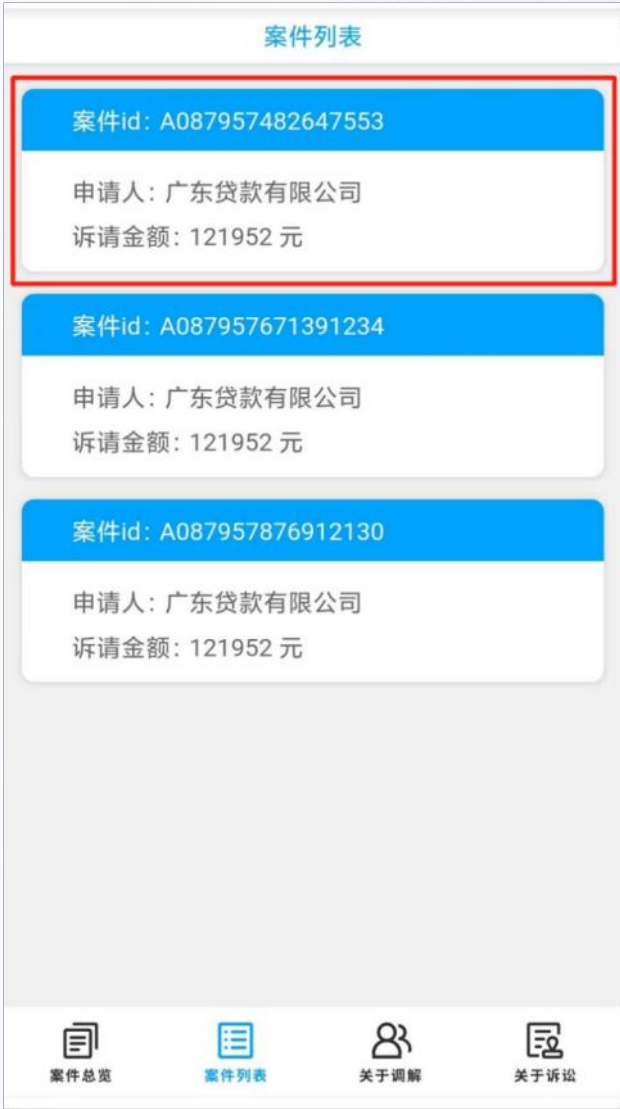 案件列表
案件id：A087957482647553
申请人：广东贷款有限公司
诉请金额：121952 元
案件id：A087957671391234
申请人：广东贷款有限公司
诉请金额：121952 元
案件id：A087957876912130
申请人：广东贷款有限公司
诉请金额：121952 元
案件总览 案件列表 关于调解 关于诉讼